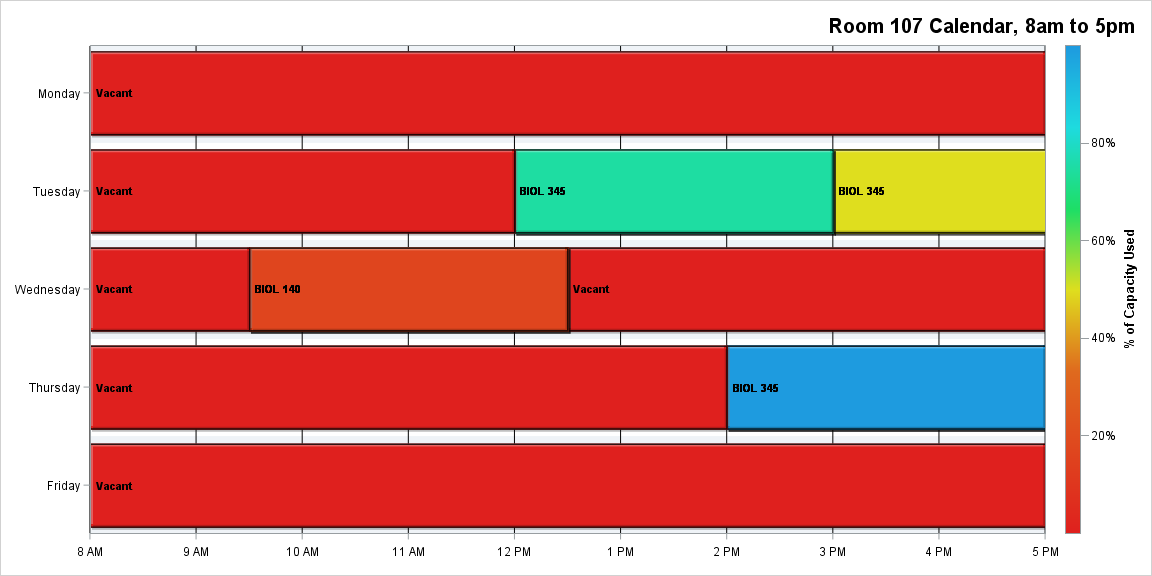 Room 107 Calendar, 8am to 5pm
Monday
Vacant
Tuesday
Vacant
BIOL 345
BIOL 345
Wednesday
Vacant
BIOL 140
Vacant
Thursday
Vacant
BIOL 345
Friday
Vacant
8 AM
9 AM
10 AM
11 AM
12 PM
1 PM
2 PM
3 PM
4 PM
5 PM
80%
60%
40%
20%
% of Capacity Used